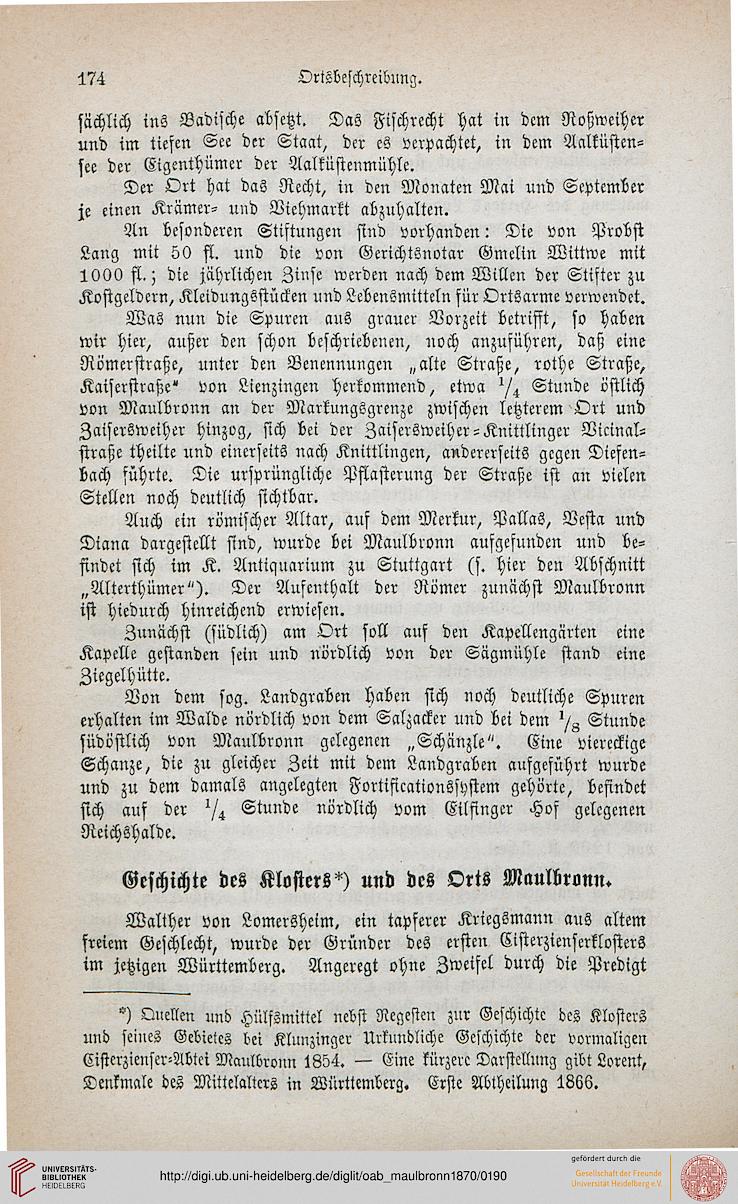 174 Ortsbeschreibung.
sächlich ins Badische absetzt. Das Fischrecht hat in dem Roßweiher
und im tiefen See der Staat, der es verpachtet, in dem Aalküsten-
see der Eigenthümer der Aalküstenmühle.
Der Ort hat das Recht, in den Monaten Mai und September
je einen Krämer- und Viehmarkt abzuhalten.
An besonderen Stiftungen sind vorhanden: Die von Probst
Lang mit 50 fl. und die von Gerichtsnotar Gmelin Wittwe mit
1000 fl.; die jährlichen Zinse werden nach dem Willen der Stifter zu
Kostgeldern, Kleidungsstücken und Lebensmitteln für Ortsarme verwendet.
Was nun die Spuren aus grauer Vorzeit betrifft, so haben
wir hier, außer den schon beschriebenen, noch anzuführen, daß eine
Römerstraße, unter den Benennungen „alte Straße, rothe Straße,
Kaiserstraße“ von Lienzingen herkommend, etwa 1/4 Stunde östlich
von Maulbronn an der Markungsgrenze zwischen letzterem Ort und
Zaisersweiher hinzog, sich bei der Zaisersweiher-Knittlinger Vicinal-
straße theilte und einerseits nach Knittlingen, andererseits gegen Diefen-
bach führte. Die ursprüngliche Pflasterung der Straße ist an vielen
Stellen noch deutlich sichtbar.
Auch ein römischer Altar, auf dem Merkur, Pallas, Vesta und
Diana dargestellt sind, wurde bei Maulbronn aufgefunden und be-
findet sich im K. Antiquarium zu Stuttgart (s. hier den Abschnitt
„Alterthümer“). Der Aufenthalt der Römer zunächst Maulbronn
ist hiedurch hinreichend erwiesen.
Zunächst (südlich) am Ort soll auf den Kapellengärten eine
Kapelle gestanden sein und nördlich von der Sägmühle stand eine
Ziegelhütte.
Von dem sog. Landgraben haben sich noch deutliche Spuren
erhalten im Walde nördlich von dem Salzacker und bei dem 1/8 Stunde
südöstlich von Maulbronn gelegenen „Schänzle“. Eine viereckige
Schanze, die zu gleicher Zeit mit dem Landgraben aufgeführt wurde
und zu dem damals angelegten Fortificationssystem gehörte, befindet
sich auf der 1/4 Stunde nördlich vom Eilfinger Hof gelegenen
Reichshalde.
Geschichte des Klosters*) und des Orts Maulbronn.
Walther von Lomersheim, ein tapferer Kriegsmann aus altem
freiem Geschlecht, wurde der Gründer des ersten Cisterzienserklosters
im jetzigen Württemberg. Angeregt ohne Zweifel durch die Predigt
*) Quellen und Hülfsmittel nebst Regesten zur Geschichte des Klosters
und seines Gebietes bei Klunzinger Urkundliche Geschichte der vormaligen
Cisterzienser-Abtei Maulbronn 1854. — Eine kürzere Darstellung gibt Lorent,
Denkmale des Mittelalters in Württemberg. Erste Abtheilung 1866.
UNIVERSITÄTS-
BIBLIOTHEK
HEIDELBERG
http://digi.ub.uni-heidelberg.de/diglit/oab_maulbronn1870/0190
gefördert durch die
Gesellschaft der Freunde
Universität Heidelberg e.V.